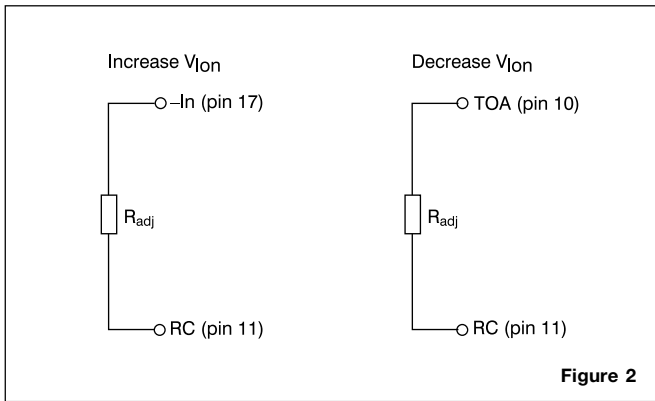 Increase VIon
Decrease VIon
–In (pin 17)
TOA (pin 10)
Radj
Radj
RC (pin 11)
RC (pin 11)
Figure 2